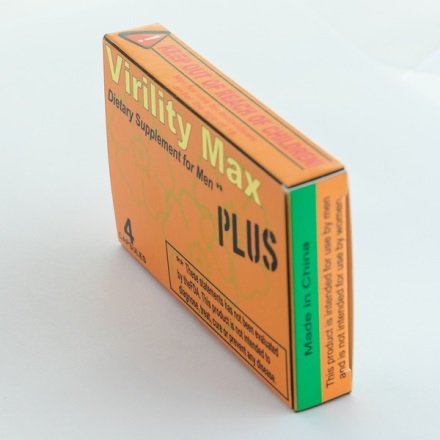 KEEP OUT OF REACH OF CHILDREN!
Virility Max
Dietary Supplement for Men **
PLUS
4
CAPSULES
** These statements has not been evaluated
by theFDA. This product is not intended to
diagnose, treat, cure or prevent any disease.
Made in China
This product is intended for use by men
and is not intended for use by women.